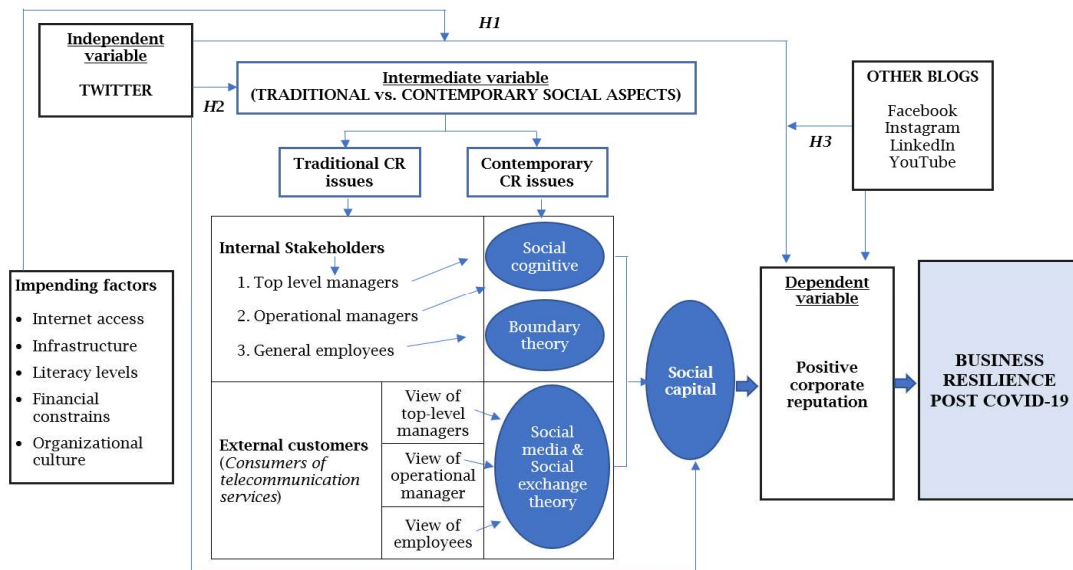 H1
Independent
variable
TWITTER
H2
Intermediate variable
(TRADITIONAL vs. CONTEMPORARY SOCIAL ASPECTS)
OTHER BLOGS
Facebook
Instagram
LinkedIn
YouTube
H3
Traditional CR
issues
Contemporary
CR issues
Internal Stakeholders
1. Top level managers
2. Operational managers
3. General employees
Social
cognitive
Boundary
theory
Impending factors
• Internet access
• Infrastructure
• Literacy levels
• Financial
constrains
• Organizational
culture
External customers
(Consumers of
telecommunication
services)
View of
top-level
managers
View of
operational
manager
View of
employees
Social
media &
Social
exchange
theory
Social
capital
Dependent
variable
Positive
corporate
reputation
BUSINESS
RESILIENCE
POST COVID-19